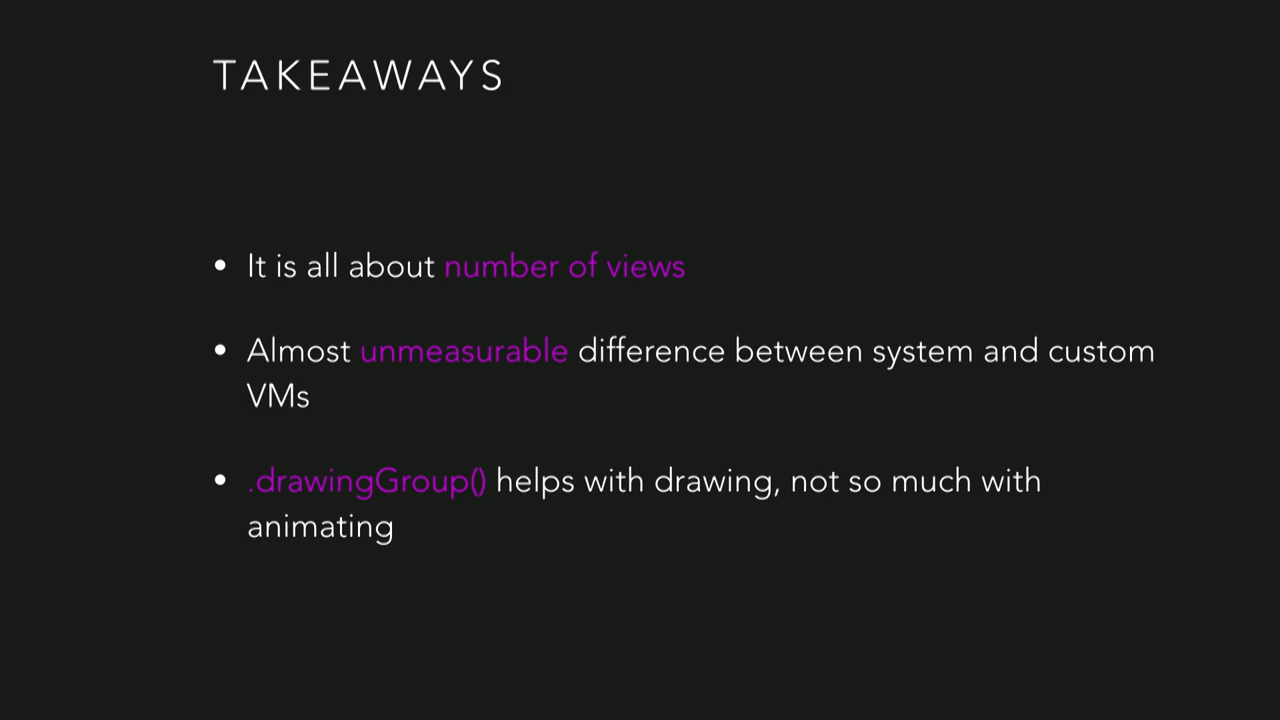 TAKEAWAYS
• It is all about number of views
• Almost unmeasurable difference between system and custom
VMs
• .drawingGroup() helps with drawing, not so much with
animating